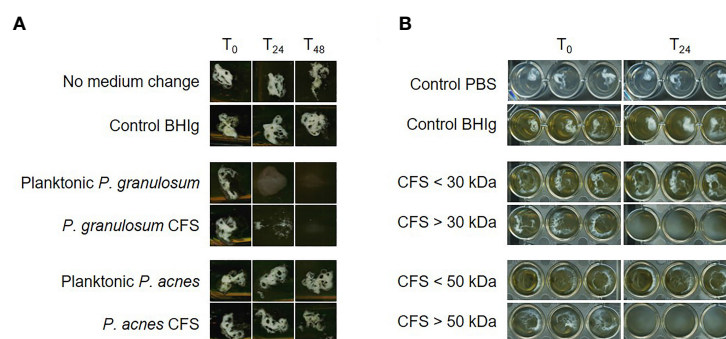 A
T0 T24 T48
No medium change
Control BHIg
Planktonic P. granulosum
P. granulosum CFS
Planktonic P. acnes
P. acnes CFS
B
T0 T24
Control PBS
Control BHIg
CFS < 30 kDa
CFS > 30 kDa
CFS < 50 kDa
CFS > 50 kDa